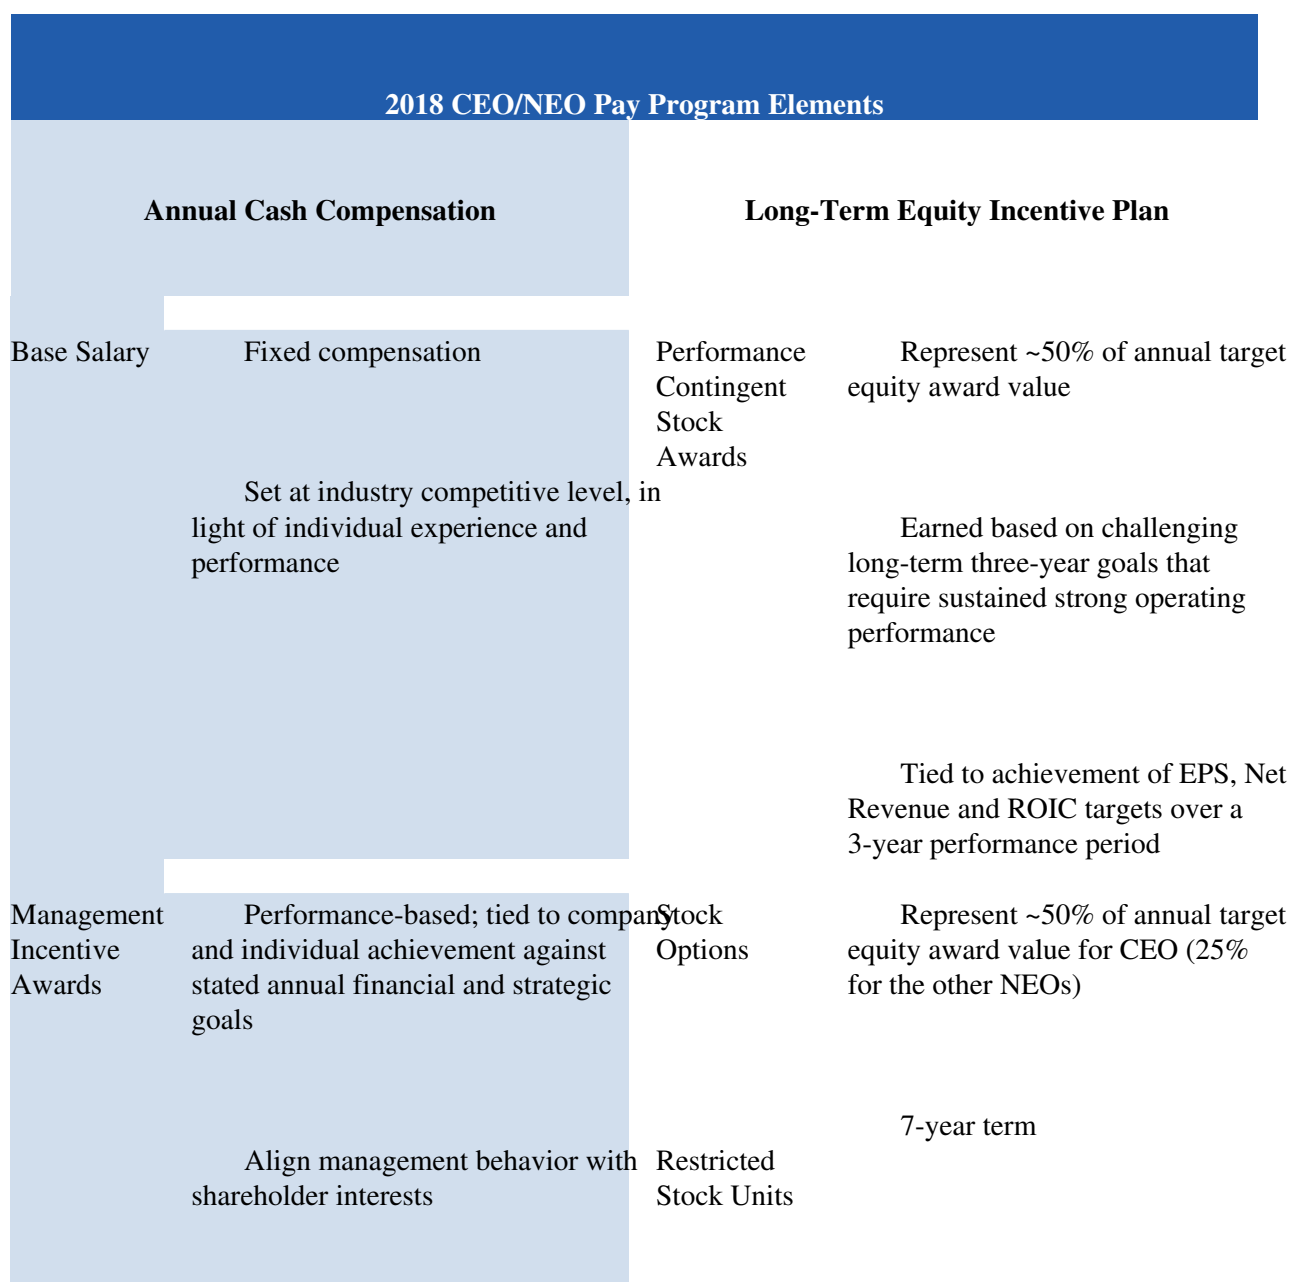 2018 CEO/NEO Pay Program Elements
Annual Cash Compensation
Long-Term Equity Incentive Plan
Base Salary
Fixed compensation
Set at industry competitive level, in
light of individual experience and
performance
Performance
Contingent
Stock
Awards
Represent ~50% of annual target
equity award value
Earned based on challenging
long-term three-year goals that
require sustained strong operating
performance
Tied to achievement of EPS, Net
Revenue and ROIC targets over a
3-year performance period
Management
Incentive
Awards
Performance-based; tied to company
and individual achievement against
stated annual financial and strategic
goals
Align management behavior with
shareholder interests
Stock
Options
Represent ~50% of annual target
equity award value for CEO (25%
for the other NEOs)
7-year term
Restricted
Stock Units